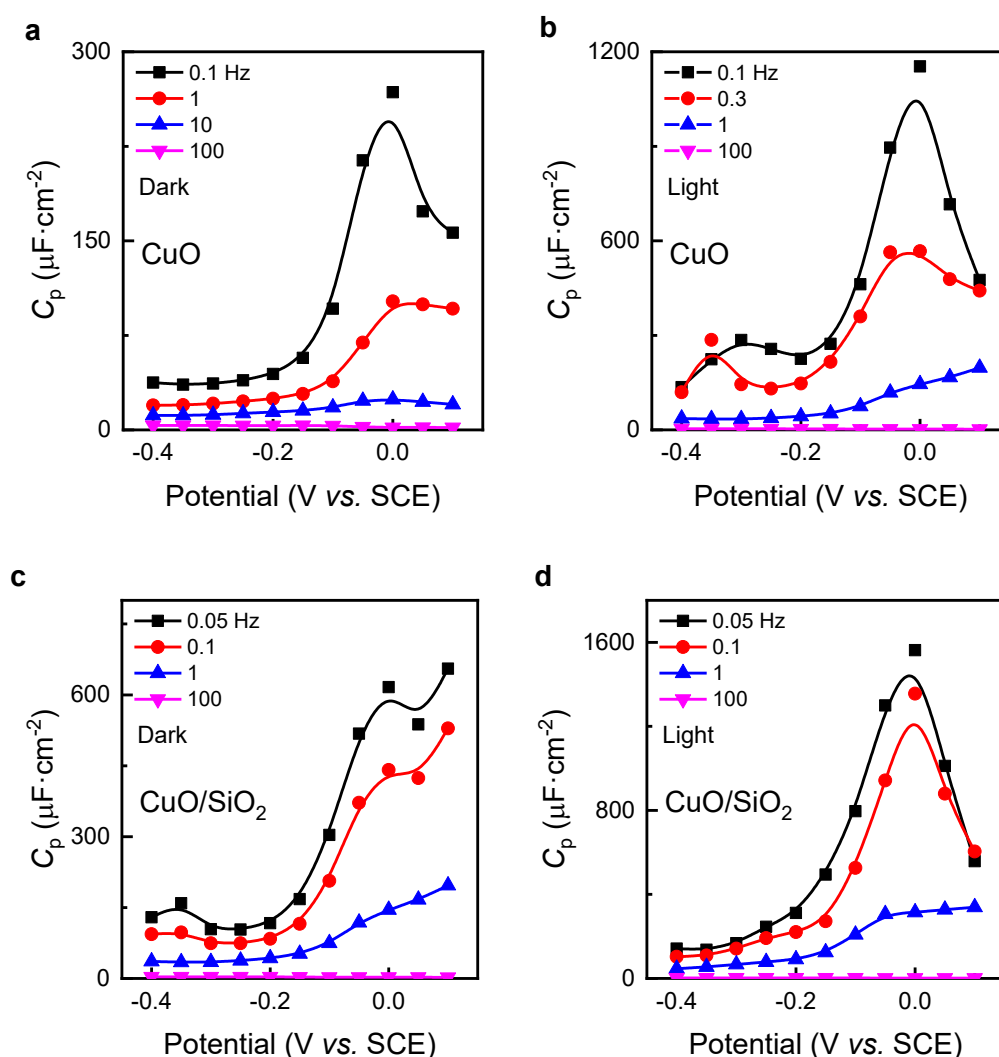 a
300
150
0
0.1 Hz
1
10
100
Dark
CuO
Cp (μF·cm-2)
-0.4
-0.2
0.0
Potential (V vs. SCE)
b
1200
600
0
0.1 Hz
0.3
1
100
Light
CuO
Cp (μF·cm-2)
-0.4
-0.2
0.0
Potential (V vs. SCE)
c
600
300
0
0.05 Hz
0.1
1
100
Dark
CuO/SiO2
Cp (μF·cm-2)
-0.4
-0.2
0.0
Potential (V vs. SCE)
d
1600
800
0
0.05 Hz
0.1
1
100
Light
CuO/SiO2
Cp (μF·cm-2)
-0.4
-0.2
0.0
Potential (V vs. SCE)